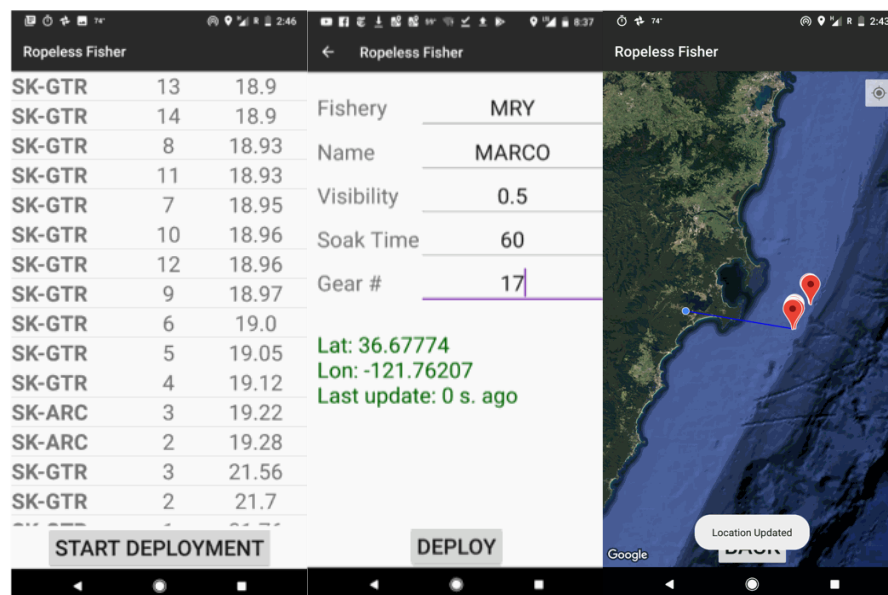 74° R 2:46
Ropeless Fisher
SK-GTR 13 18.9
SK-GTR 14 18.9
SK-GTR 8 18.93
SK-GTR 11 18.93
SK-GTR 7 18.95
SK-GTR 10 18.96
SK-GTR 12 18.96
SK-GTR 9 18.97
SK-GTR 6 19.0
SK-GTR 5 19.05
SK-GTR 4 19.12
SK-ARC 3 19.22
SK-ARC 2 19.28
SK-GTR 3 21.56
SK-GTR 2 21.7
START DEPLOYMENT
8:37
Ropeless Fisher
Fishery MRY
Name MARCO
Visibility 0.5
Soak Time 60
Gear # 17
Lat: 36.67774
Lon: -121.76207
Last update: 0 s. ago
DEPLOY
74° R 2:43
Ropeless Fisher
Location Updated
BACK
Google